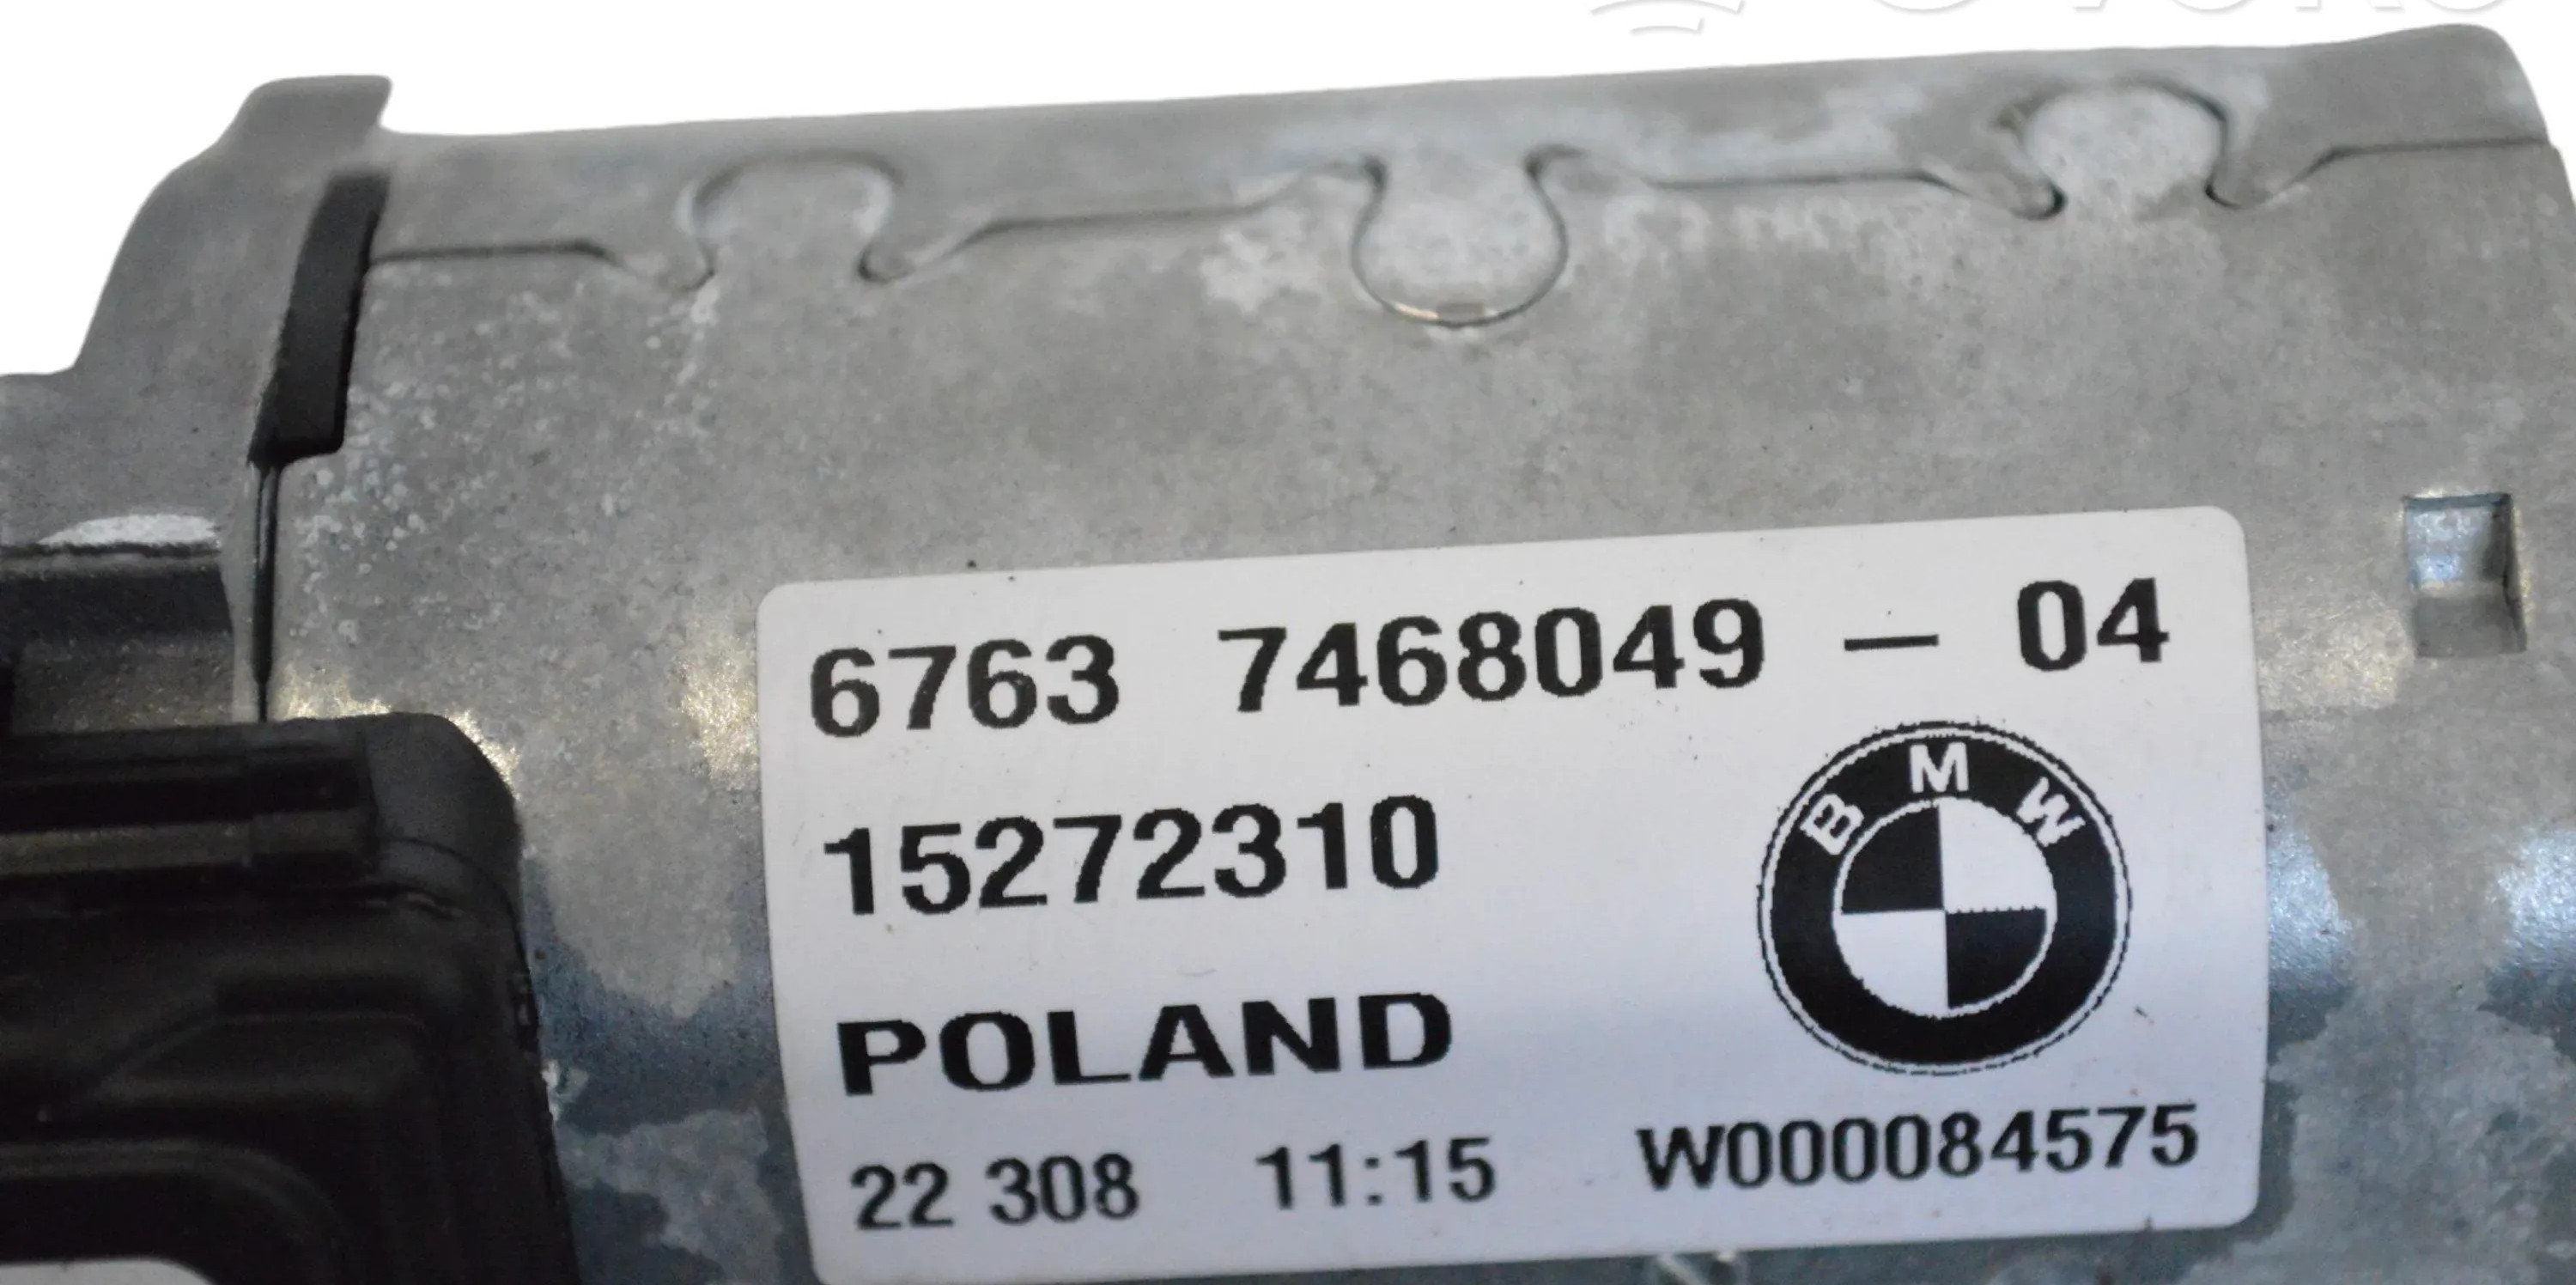 6763 7468049 – 04
15272310
BMW
POLAND
22 308 11:15 W000084575